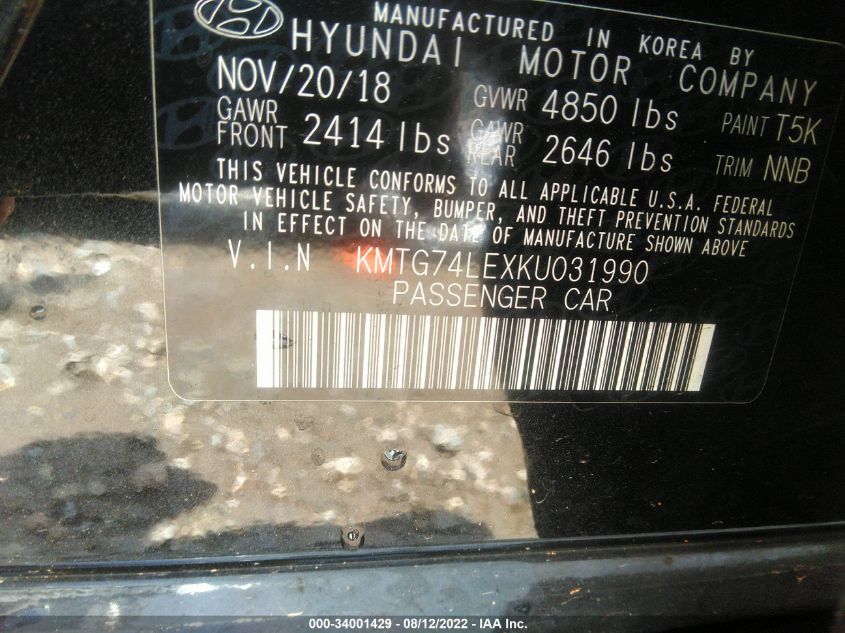 MANUFACTURED IN KOREA BY
HYUNDAI MOTOR COMPANY
NOV/20/18 GVWR 4850 lbs PAINT T5K
GAWR FRONT 2414 lbs GAWR REAR 2646 lbs TRIM NNB
THIS VEHICLE CONFORMS TO ALL APPLICABLE U.S.A. FEDERAL
MOTOR VEHICLE SAFETY, BUMPER, AND THEFT PREVENTION STANDARDS
IN EFFECT ON THE DATE OF MANUFACTURE SHOWN ABOVE
V.I.N KMTG74LEXKU031990
PASSENGER CAR
000-34001429 - 08/12/2022 - IAA Inc.